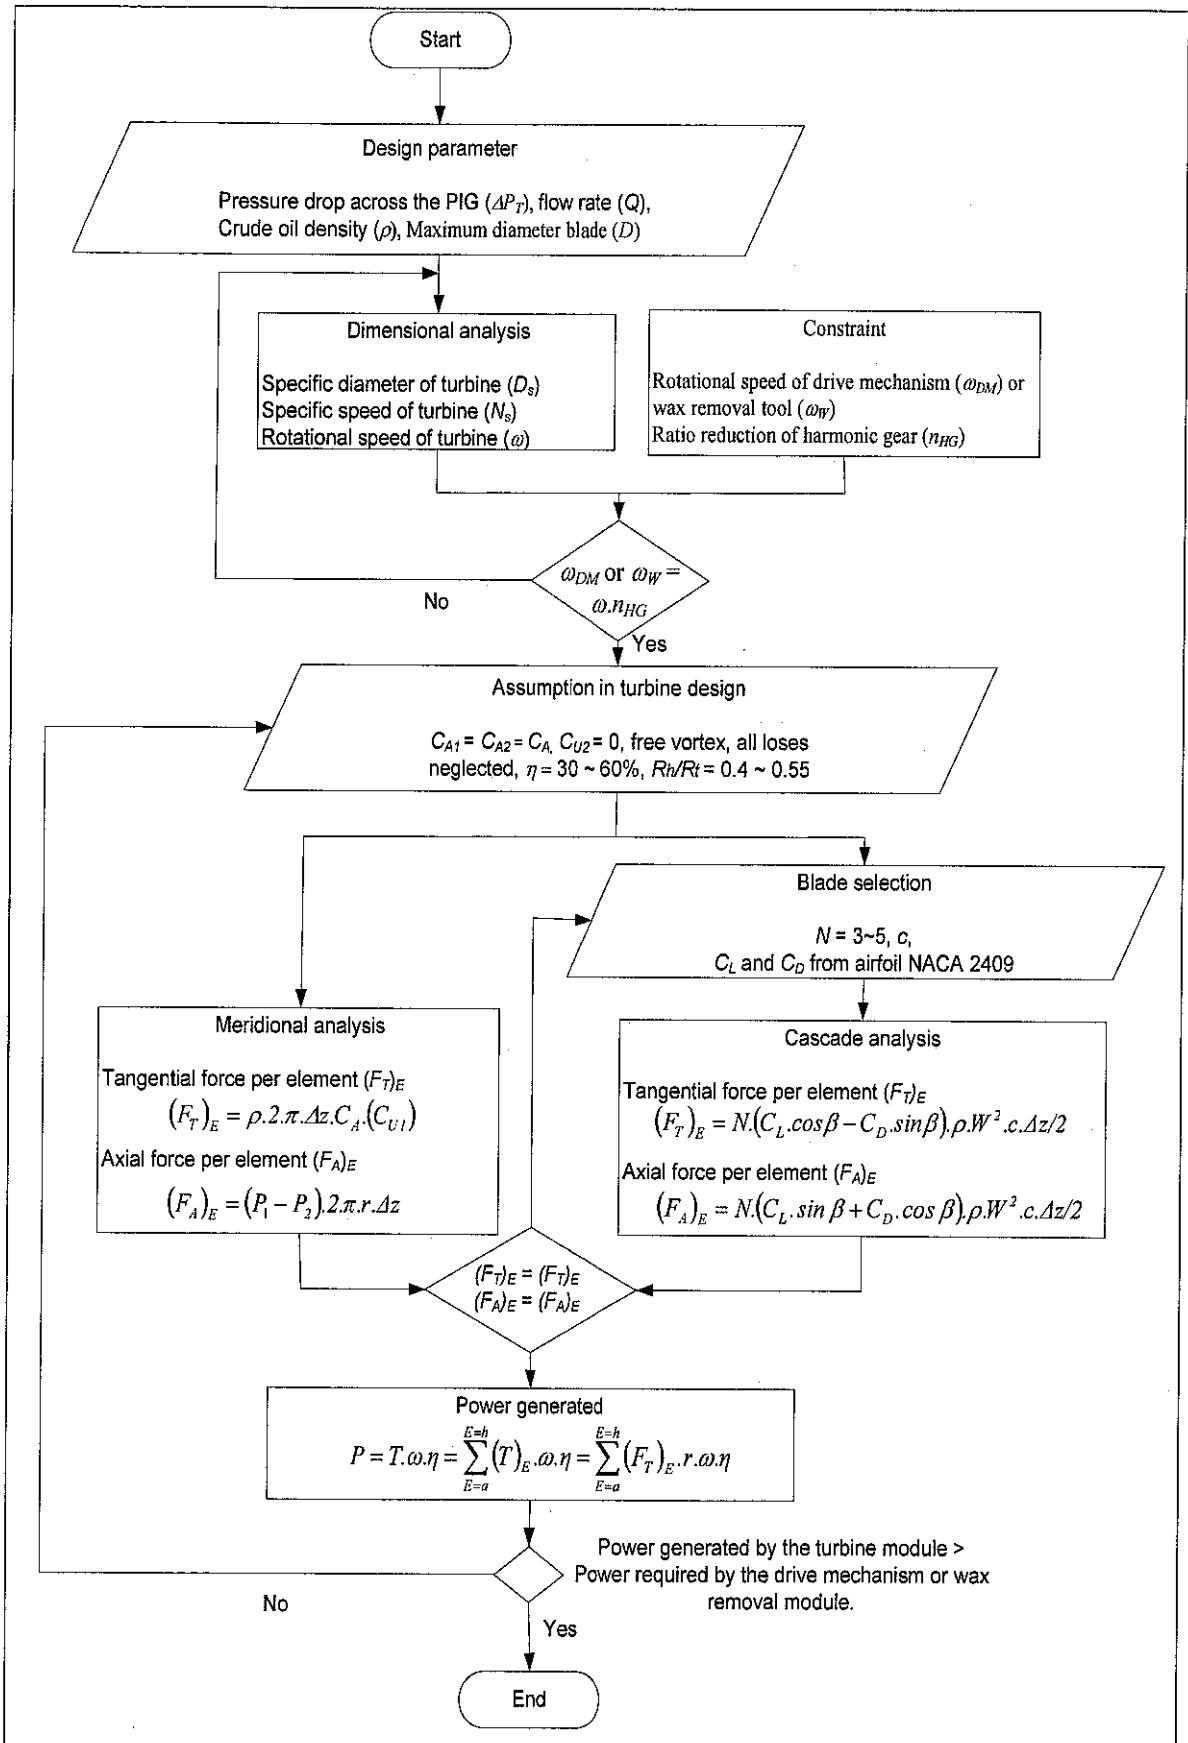 Start
Design parameter
Pressure drop across the PIG (ΔP_T), flow rate (Q),
Crude oil density (ρ), Maximum diameter blade (D)
Dimensional analysis
Specific diameter of turbine (D_s)
Specific speed of turbine (N_s)
Rotational speed of turbine (ω)
Constraint
Rotational speed of drive mechanism (ω_DM) or
wax removal tool (ω_W)
Ratio reduction of harmonic gear (n_HG)
ω_DM or ω_W =
ω.n_HG
No
Yes
Assumption in turbine design
C_A1 = C_A2 = C_A, C_U2 = 0, free vortex, all loses
neglected, η = 30 ~ 60%, Rh/Rt = 0.4 ~ 0.55
Blade selection
N = 3~5, c,
C_L and C_D from airfoil NACA 2409
Meridional analysis
Tangential force per element (F_T)_E
(F_T)_E = ρ.2.π.Δz.C_A.(C_U1)
Axial force per element (F_A)_E
(F_A)_E = (P_1 − P_2).2.π.r.Δz
Cascade analysis
Tangential force per element (F_T)_E
(F_T)_E = N.(C_L.cosβ − C_D.sinβ).ρ.W².c.Δz/2
Axial force per element (F_A)_E
(F_A)_E = N.(C_L.sin β + C_D.cos β).ρ.W².c.Δz/2
(F_T)_E = (F_T)_E
(F_A)_E = (F_A)_E
Power generated
P = T.ω.η = ∑_{E=a}^{E=h} (T)_E.ω.η = ∑_{E=a}^{E=h} (F_T)_E.r.ω.η
Power generated by the turbine module >
Power required by the drive mechanism or wax
removal module.
No
Yes
End